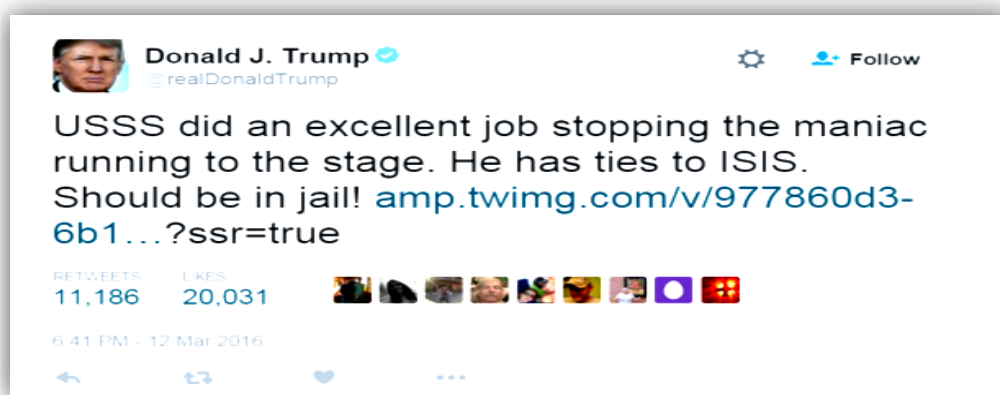 Donald J. Trump
@realDonaldTrump
Follow
USSS did an excellent job stopping the maniac
running to the stage. He has ties to ISIS.
Should be in jail! amp.twimg.com/v/977860d3-
6b1...?ssr=true
RETWEETS LIKES
11,186 20,031
6:41 PM - 12 Mar 2016